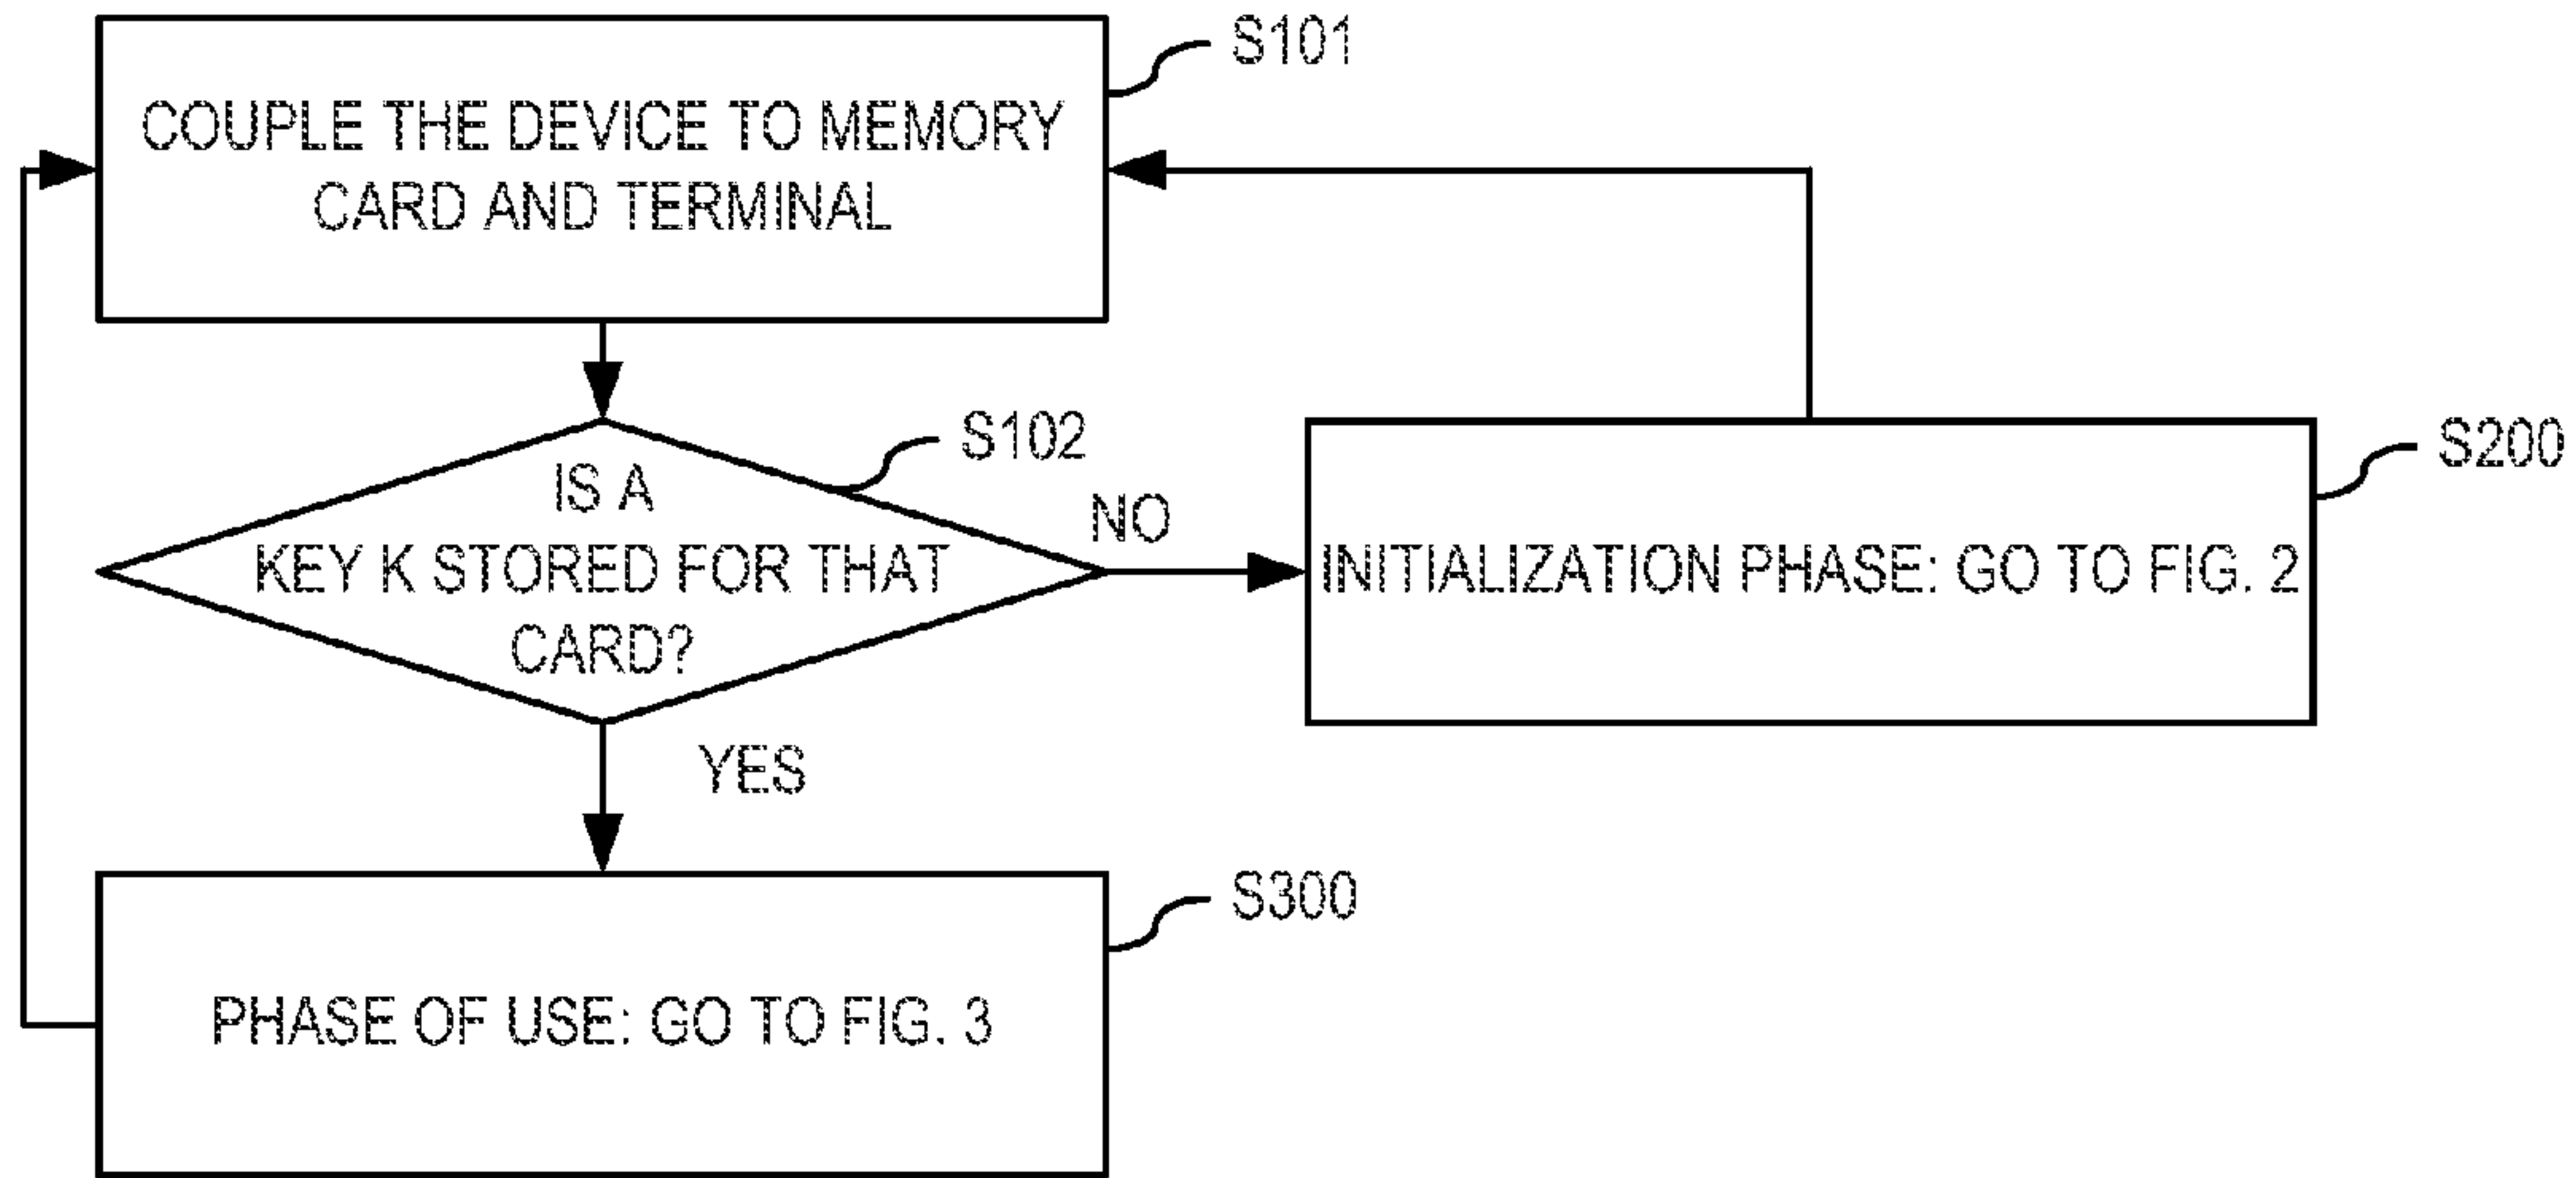 S101
COUPLE THE DEVICE TO MEMORY
CARD AND TERMINAL
S102
IS A
KEY K STORED FOR THAT
CARD?
NO
S200
INITIALIZATION PHASE: GO TO FIG. 2
YES
S300
PHASE OF USE: GO TO FIG. 3